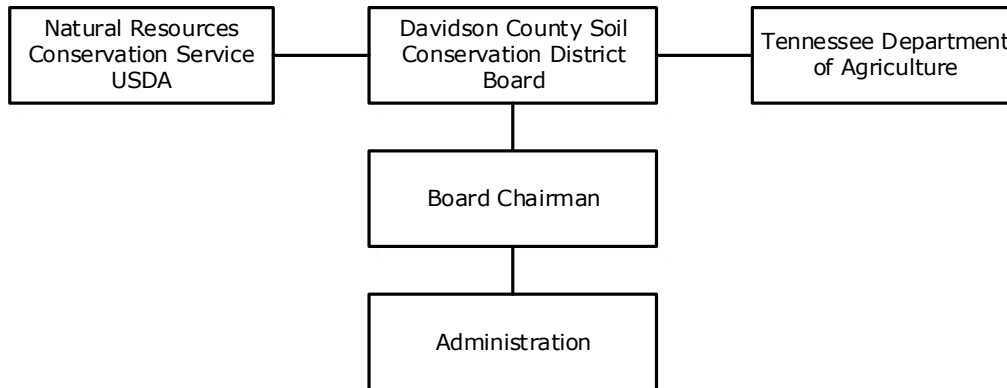 Natural Resources
Conservation Service
USDA
Davidson County Soil
Conservation District
Board
Tennessee Department
of Agriculture
Board Chairman
Administration